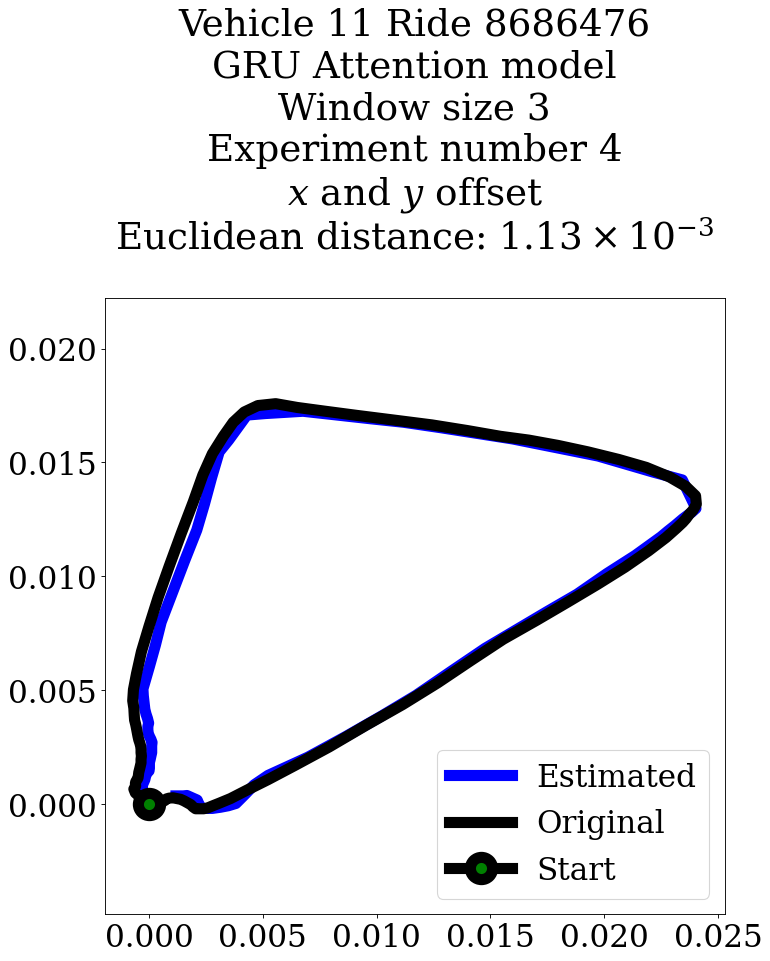 Vehicle 11 Ride 8686476
GRU Attention model
Window size 3
Experiment number 4
x and y offset
Euclidean distance: 1.13 × 10⁻³
0.020
0.015
0.010
0.005
0.000
Estimated
Original
Start
0.000 0.005 0.010 0.015 0.020 0.025